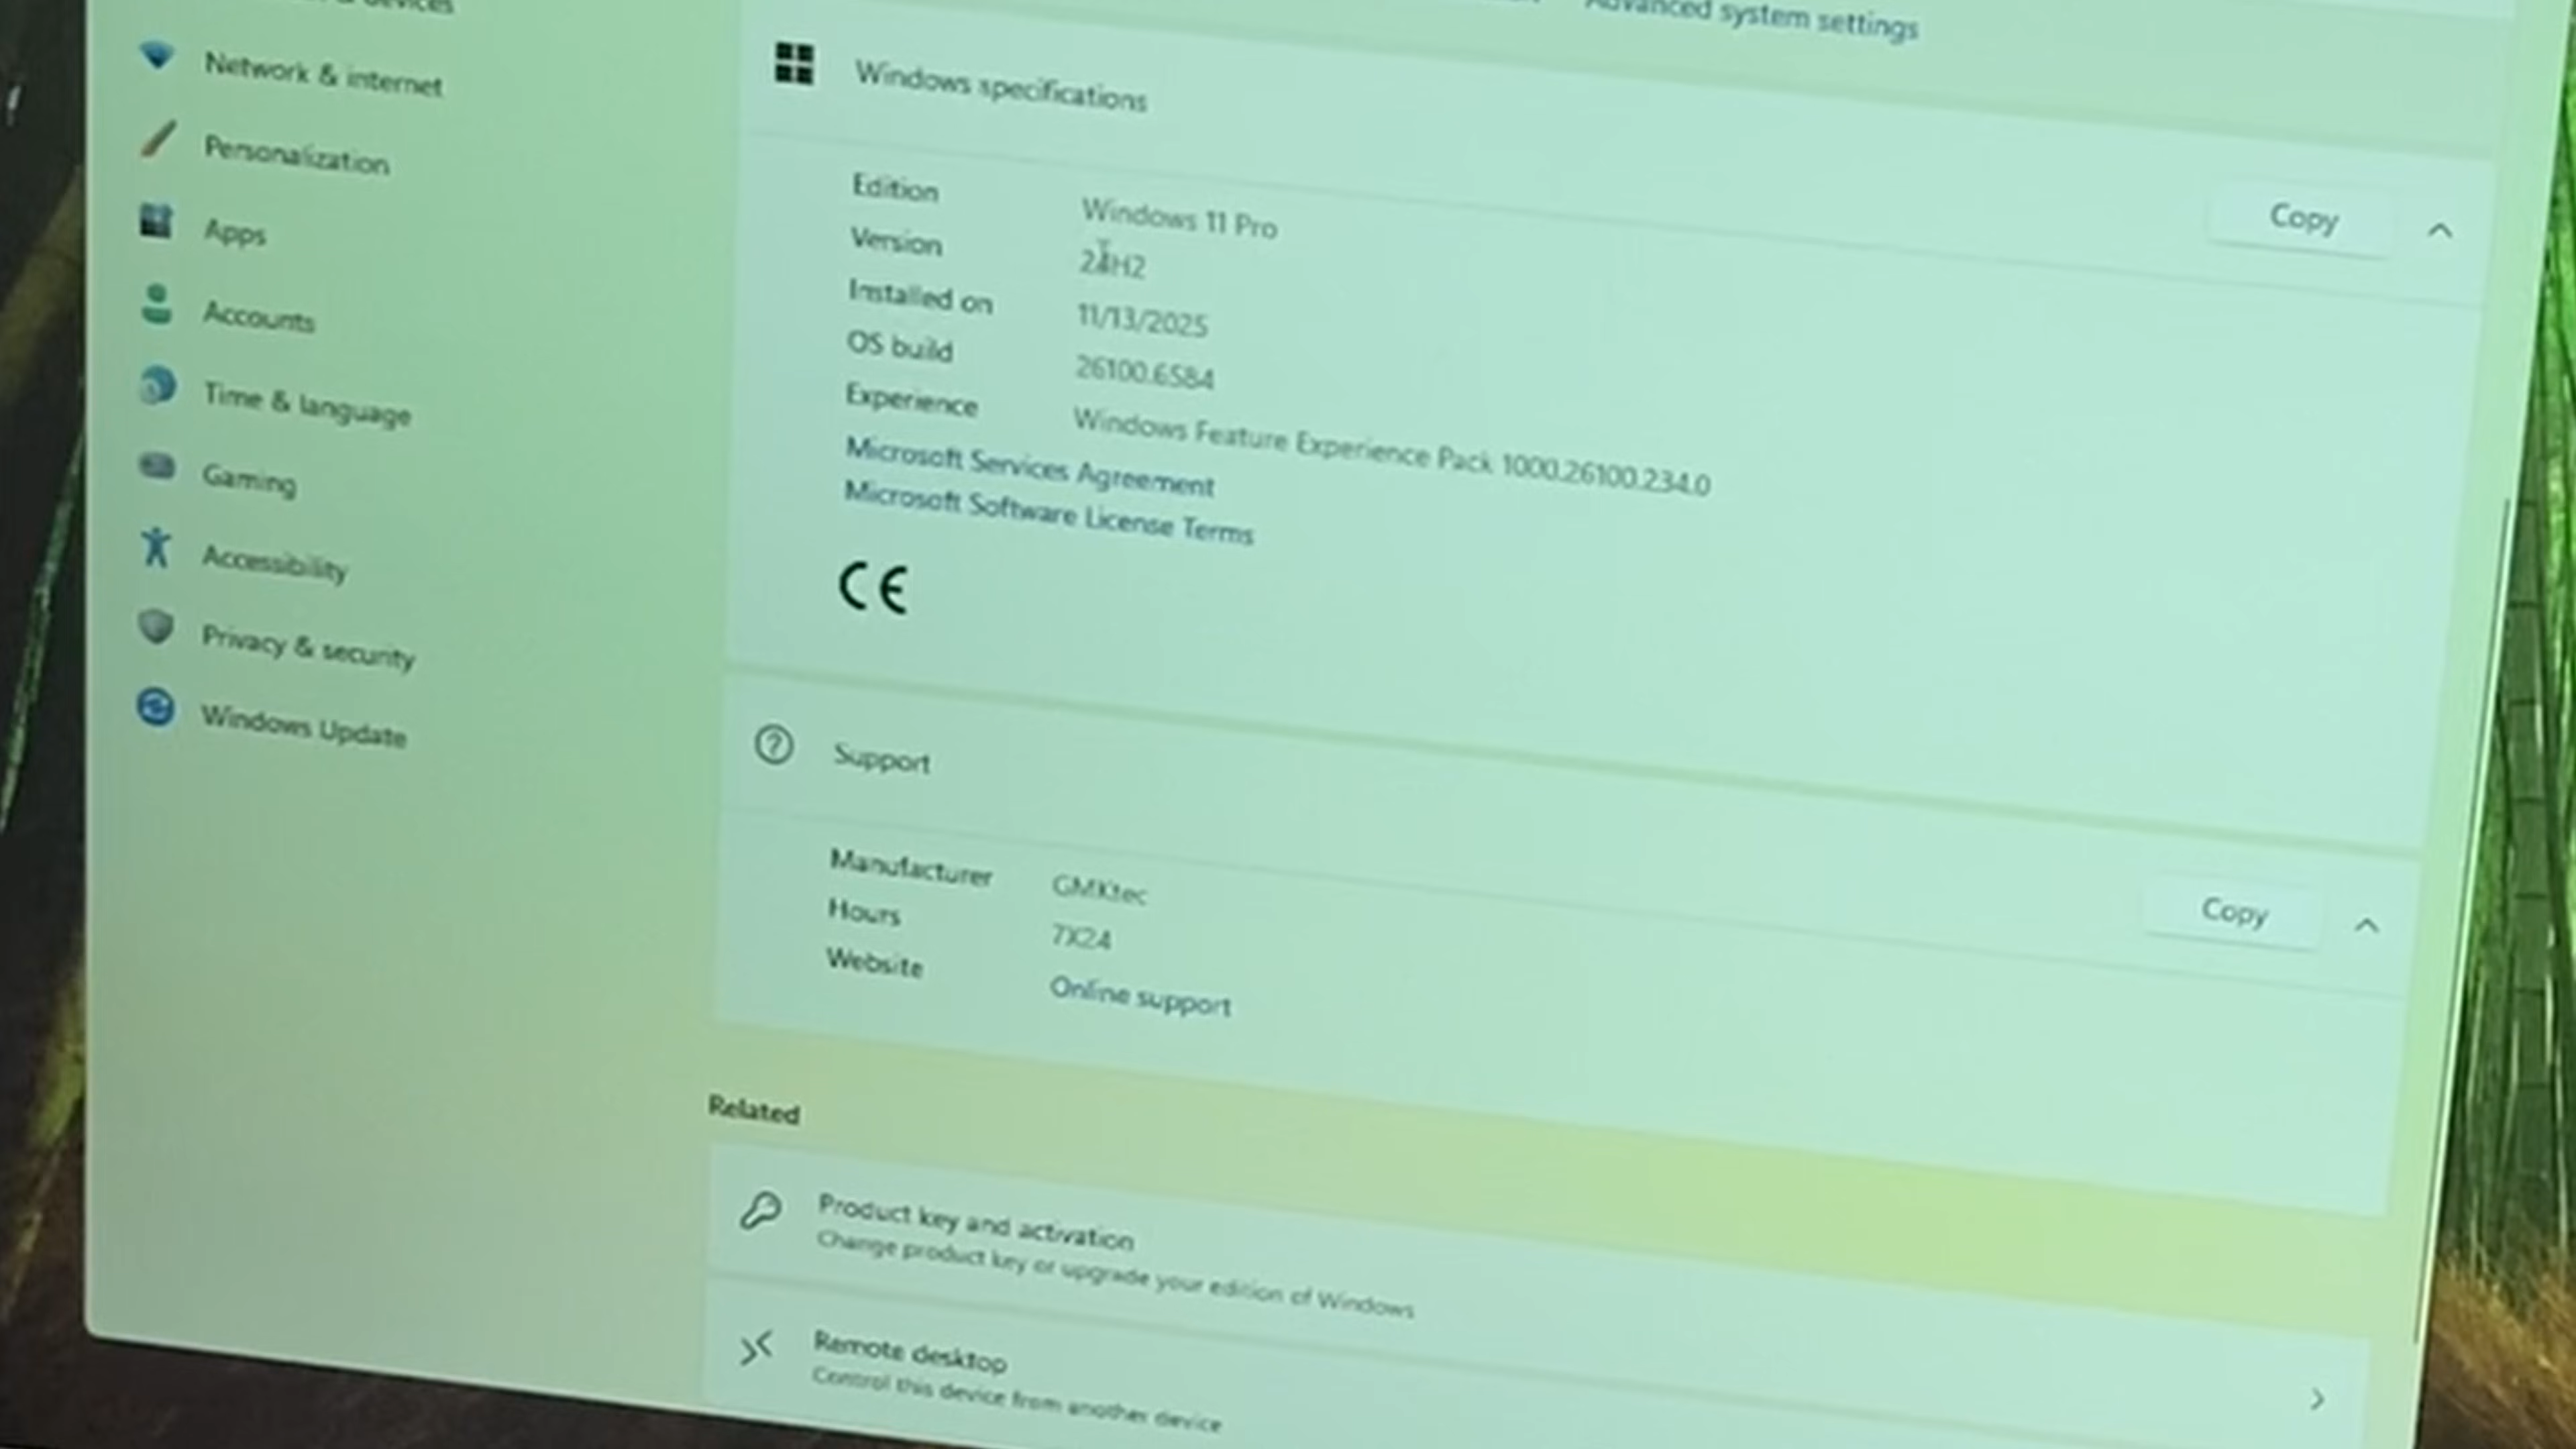 Advanced system settings
Network & internet
Personalization
Apps
Accounts
Time & language
Gaming
Accessibility
Privacy & security
Windows Update
Windows specifications
Copy
Edition Windows 11 Pro
Version 24H2
Installed on 11/13/2025
OS build 26100.6584
Experience Windows Feature Experience Pack 1000.26100.234.0
Microsoft Services Agreement
Microsoft Software License Terms
CE
Support
Copy
Manufacturer GMKtec
Hours 7X24
Website Online support
Related
Product key and activation
Change product key or upgrade your edition of Windows
Remote desktop
Control this device from another device